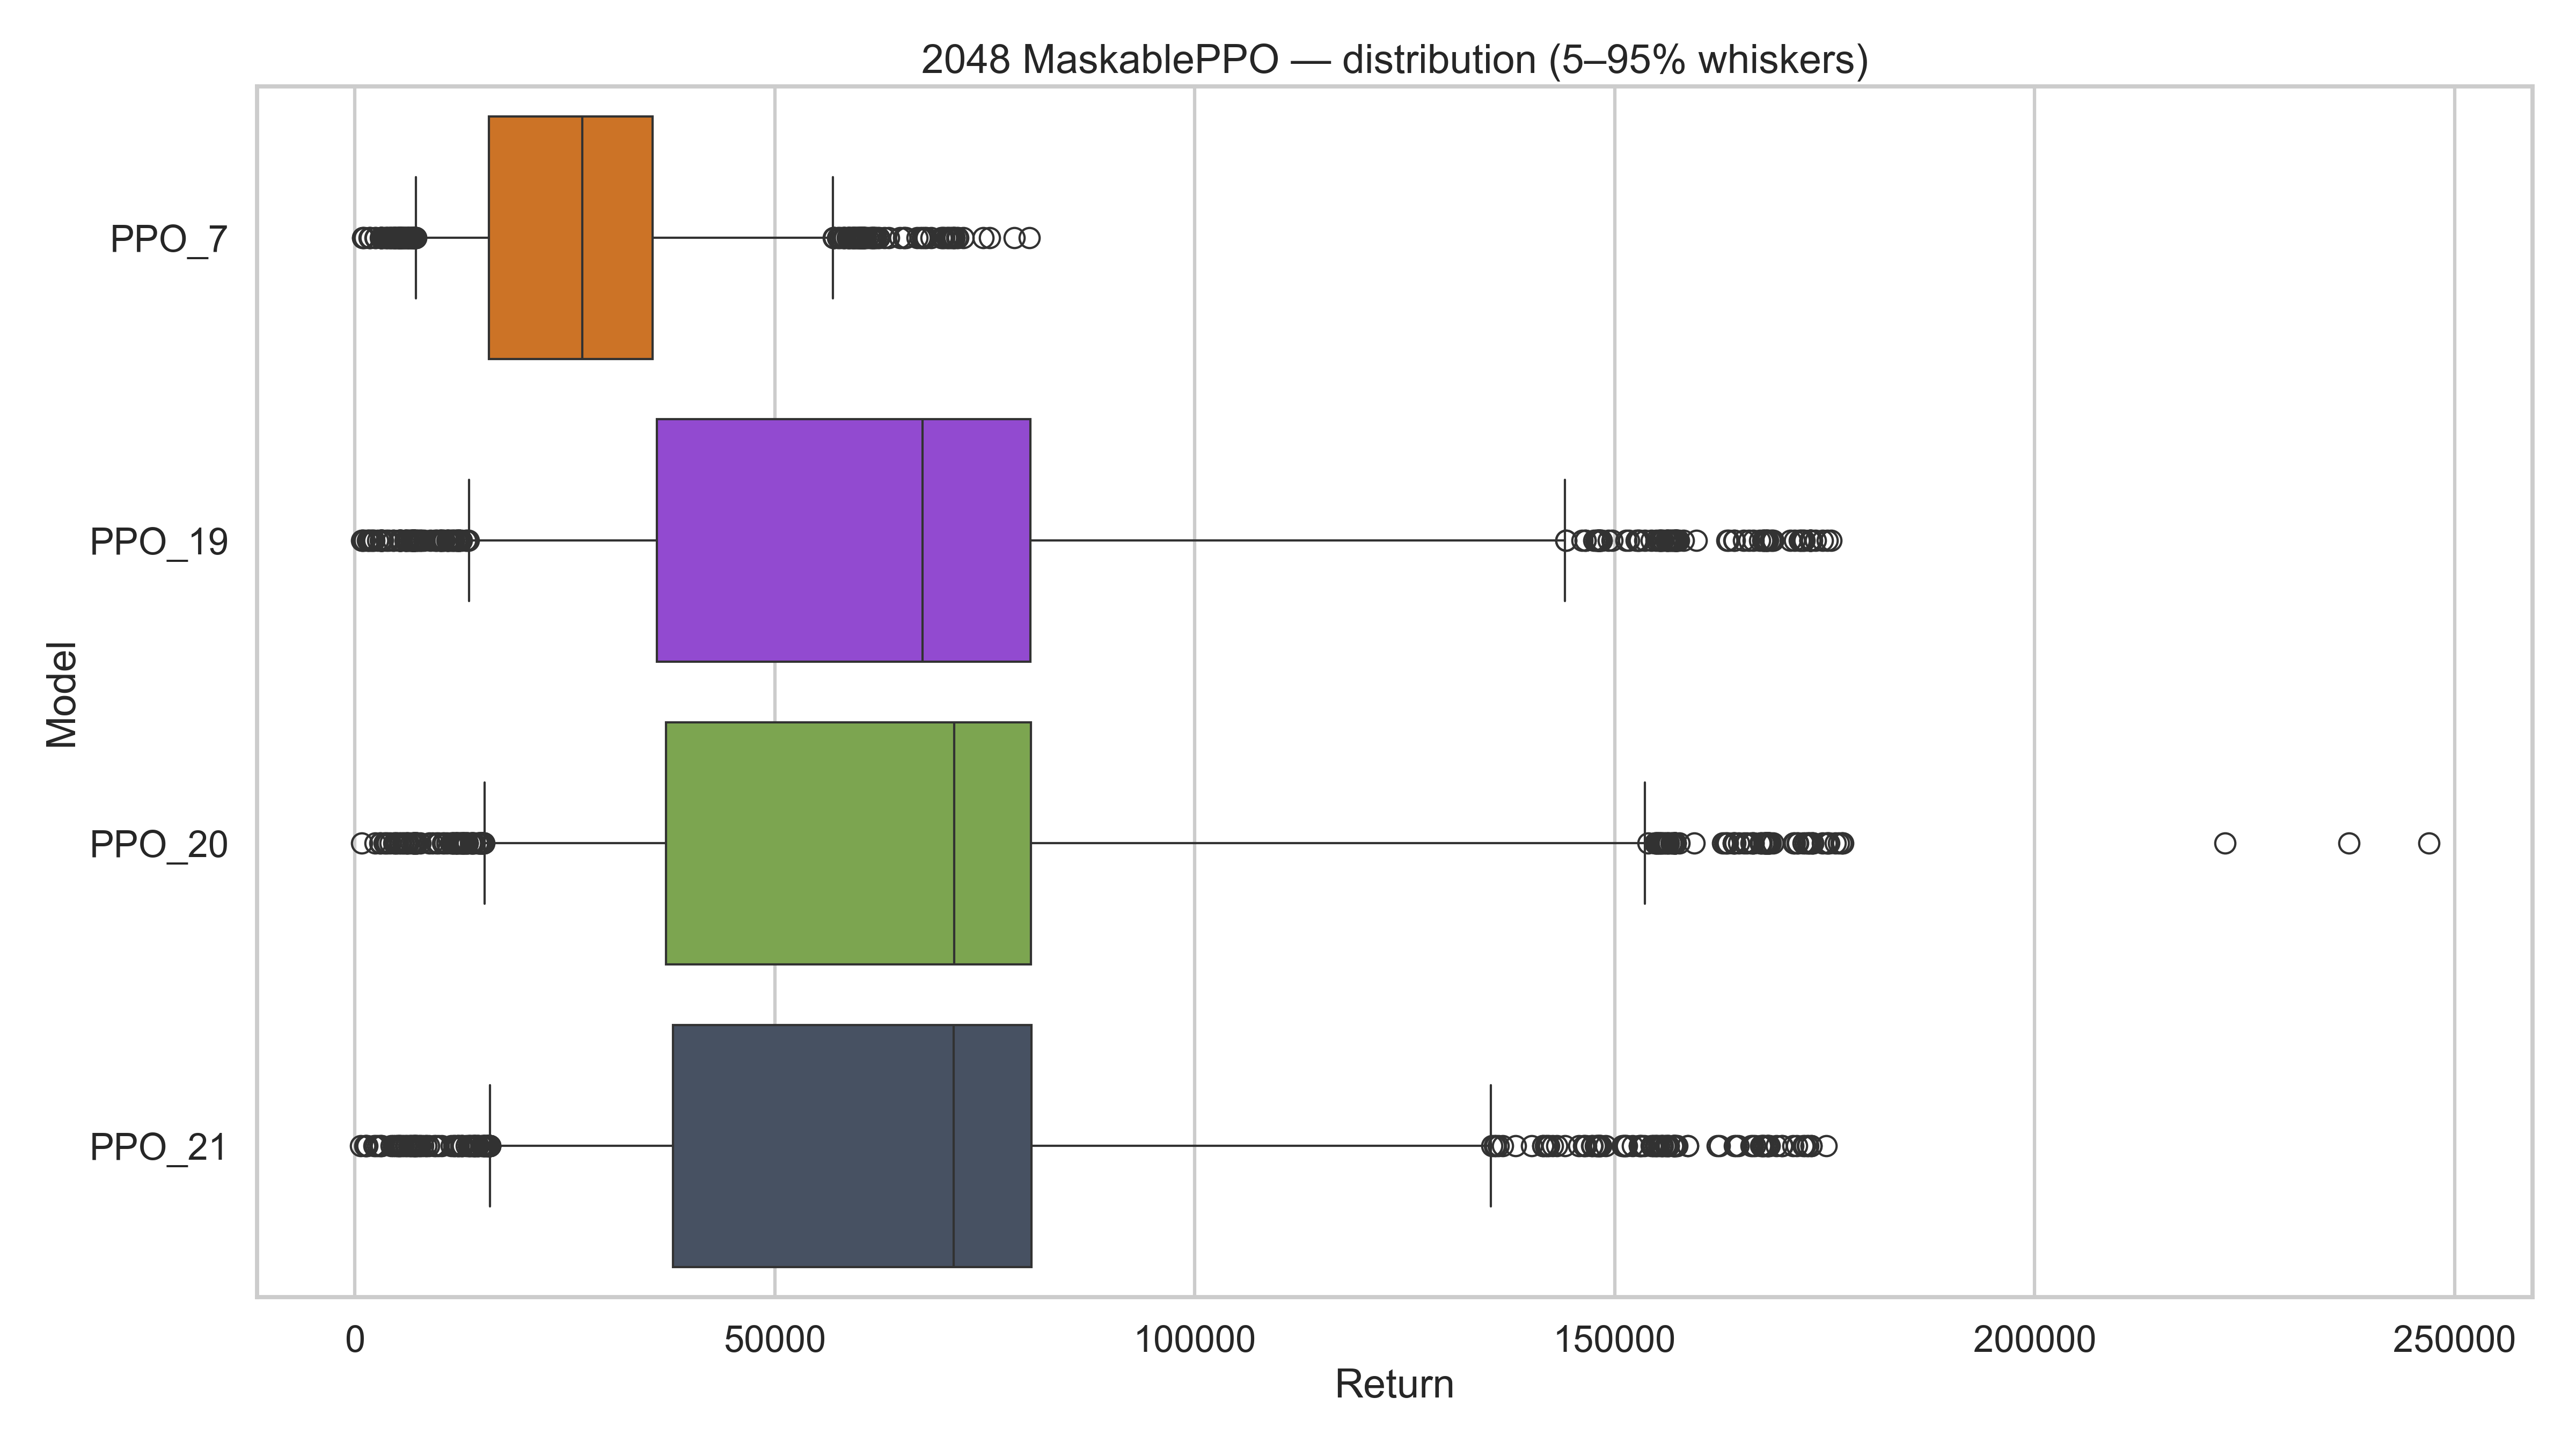 2048 MaskablePPO — distribution (5–95% whiskers)
Model
PPO_7
PPO_19
PPO_20
PPO_21
0 50000 100000 150000 200000 250000
Return